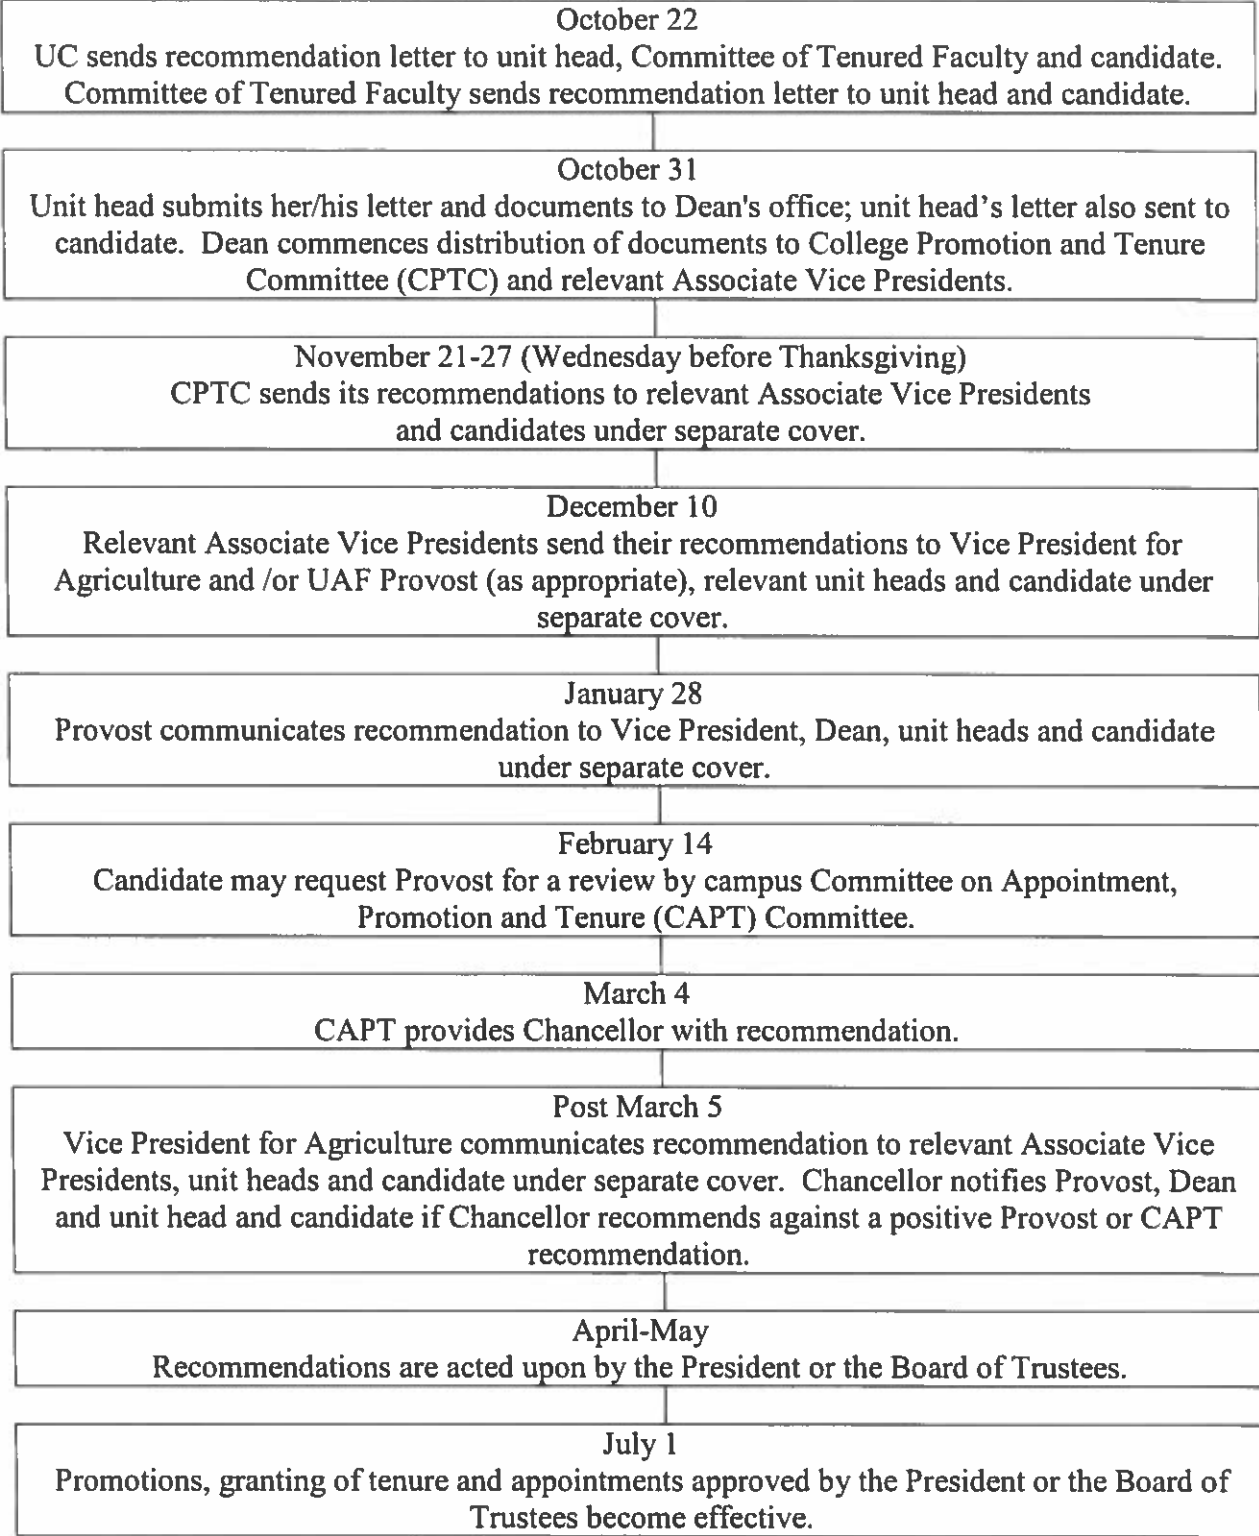 October 22
UC sends recommendation letter to unit head, Committee of Tenured Faculty and candidate.
Committee of Tenured Faculty sends recommendation letter to unit head and candidate.
October 31
Unit head submits her/his letter and documents to Dean's office; unit head's letter also sent to
candidate. Dean commences distribution of documents to College Promotion and Tenure
Committee (CPTC) and relevant Associate Vice Presidents.
November 21-27 (Wednesday before Thanksgiving)
CPTC sends its recommendations to relevant Associate Vice Presidents
and candidates under separate cover.
December 10
Relevant Associate Vice Presidents send their recommendations to Vice President for
Agriculture and /or UAF Provost (as appropriate), relevant unit heads and candidate under
separate cover.
January 28
Provost communicates recommendation to Vice President, Dean, unit heads and candidate
under separate cover.
February 14
Candidate may request Provost for a review by campus Committee on Appointment,
Promotion and Tenure (CAPT) Committee.
March 4
CAPT provides Chancellor with recommendation.
Post March 5
Vice President for Agriculture communicates recommendation to relevant Associate Vice
Presidents, unit heads and candidate under separate cover. Chancellor notifies Provost, Dean
and unit head and candidate if Chancellor recommends against a positive Provost or CAPT
recommendation.
April-May
Recommendations are acted upon by the President or the Board of Trustees.
July 1
Promotions, granting of tenure and appointments approved by the President or the Board of
Trustees become effective.